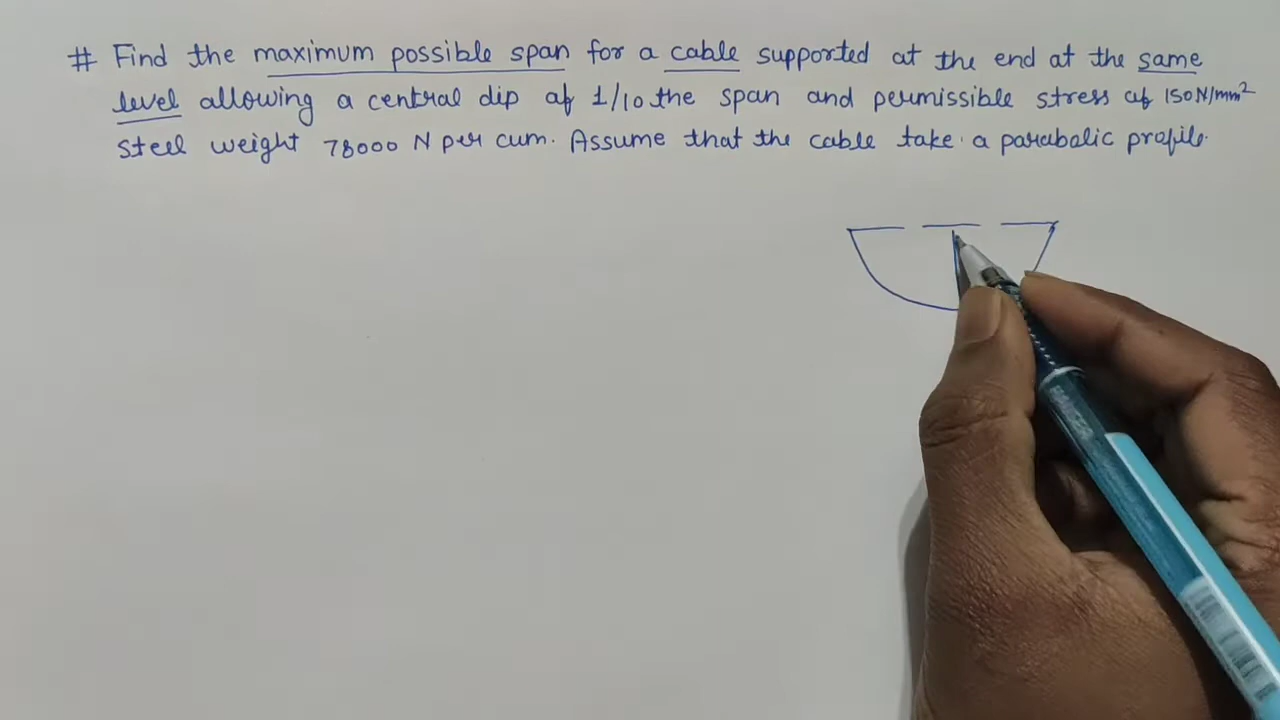 # Find the maximum possible span for a cable supported at the end at the same
level allowing a central dip of 1/10 the span and permissible stress of 150N/mm²
Steel weight 78000 N per cum. Assume that the cable take a parabolic profile.